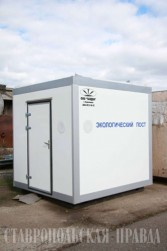 ЭКОЛОГИЧЕСКИЙ ПОСТ
СТАВРОПОЛЬСКАЯ ПРАВДА